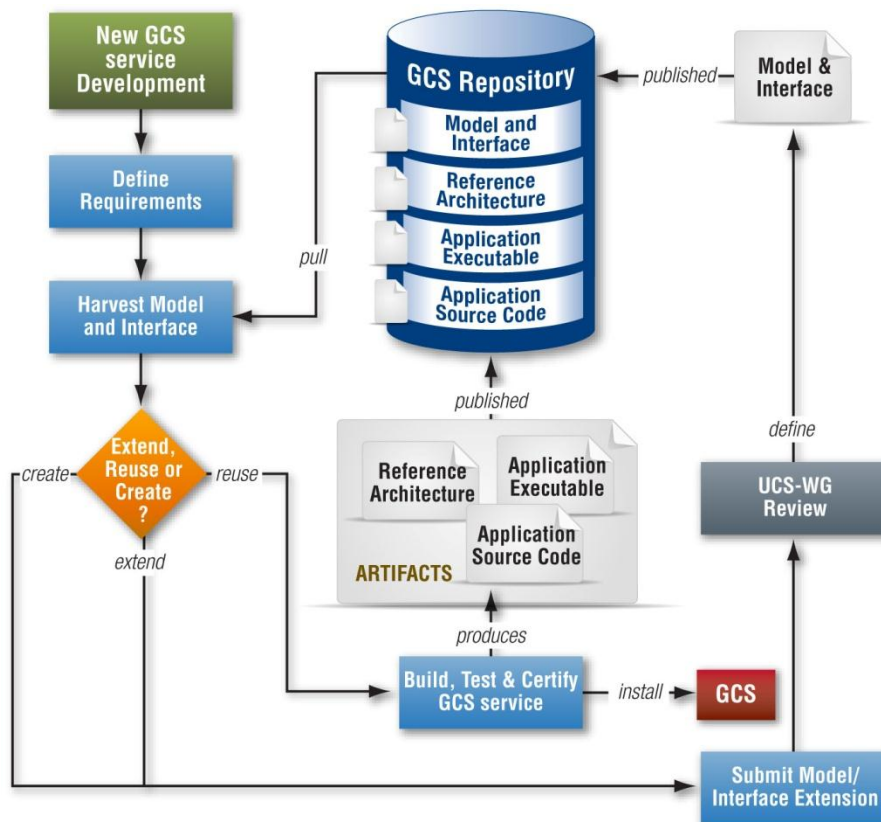 New GCS
service
Development
Define
Requirements
Harvest Model
and Interface
Extend,
Reuse or
Create
?
create
reuse
extend
pull
GCS Repository
Model and
Interface
Reference
Architecture
Application
Executable
Application
Source Code
published
Model &
Interface
define
UCS-WG
Review
published
Reference
Architecture
Application
Executable
Application
Source Code
ARTIFACTS
produces
Build, Test & Certify
GCS service
install
GCS
Submit Model/
Interface Extension